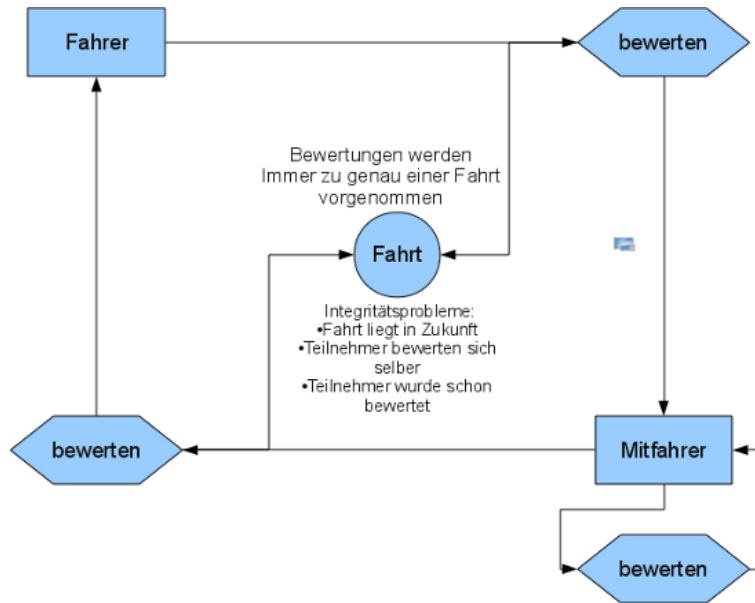 Fahrer
bewerten
Bewertungen werden
Immer zu genau einer Fahrt
vorgenommen
Fahrt
Integritätsprobleme:
•Fahrt liegt in Zukunft
•Teilnehmer bewerten sich
selber
•Teilnehmer wurde schon
bewertet
bewerten
Mitfahrer
bewerten